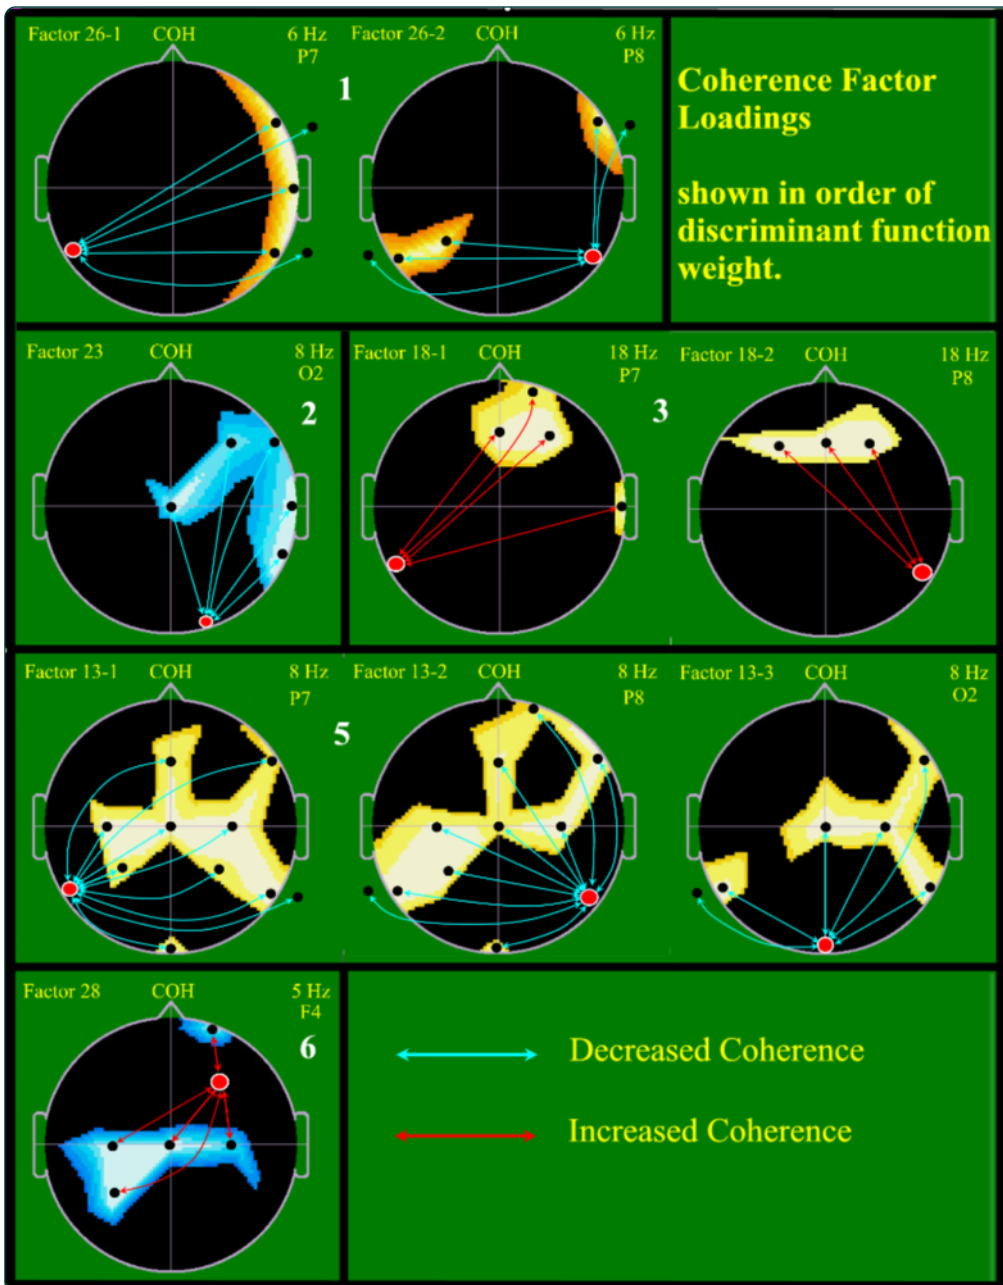 Factor 26-1 COH 6 Hz
P7
1
Factor 26-2 COH 6 Hz
P8
Coherence Factor
Loadings
shown in order of
discriminant function
weight.
Factor 23 COH 8 Hz
O2
2
Factor 18-1 COH 18 Hz
P7
3
Factor 18-2 COH 18 Hz
P8
Factor 13-1 COH 8 Hz
P7
5
Factor 13-2 COH 8 Hz
P8
Factor 13-3 COH 8 Hz
O2
Factor 28 COH 5 Hz
F4
6
Decreased Coherence
Increased Coherence